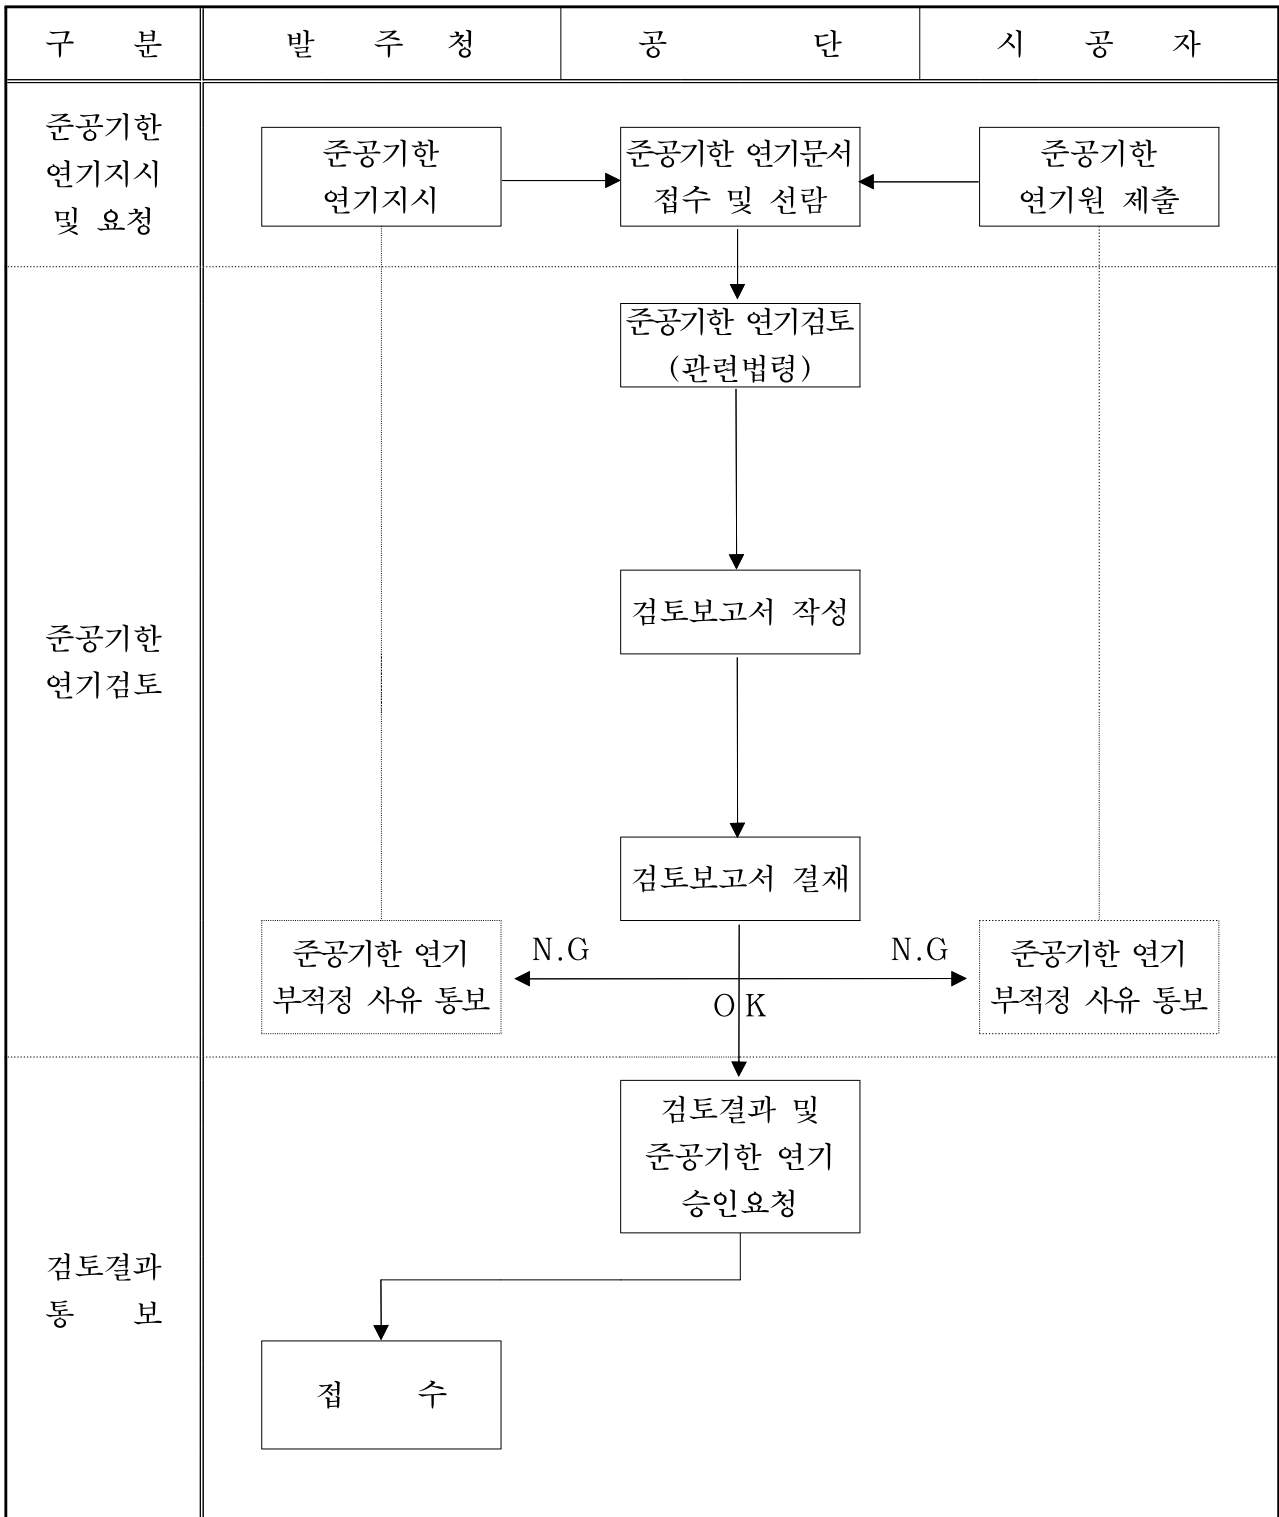 구 분 발 주 청 공 단 시 공 자
준공기한
연기지시
및 요청
준공기한
연기지시
준공기한 연기문서
접수 및 선람
준공기한
연기원 제출
준공기한
연기검토
준공기한 연기검토
(관련법령)
검토보고서 작성
검토보고서 결재
준공기한 연기
부적정 사유 통보
N.G
N.G
OK
준공기한 연기
부적정 사유 통보
검토결과
통 보
검토결과 및
준공기한 연기
승인요청
접 수